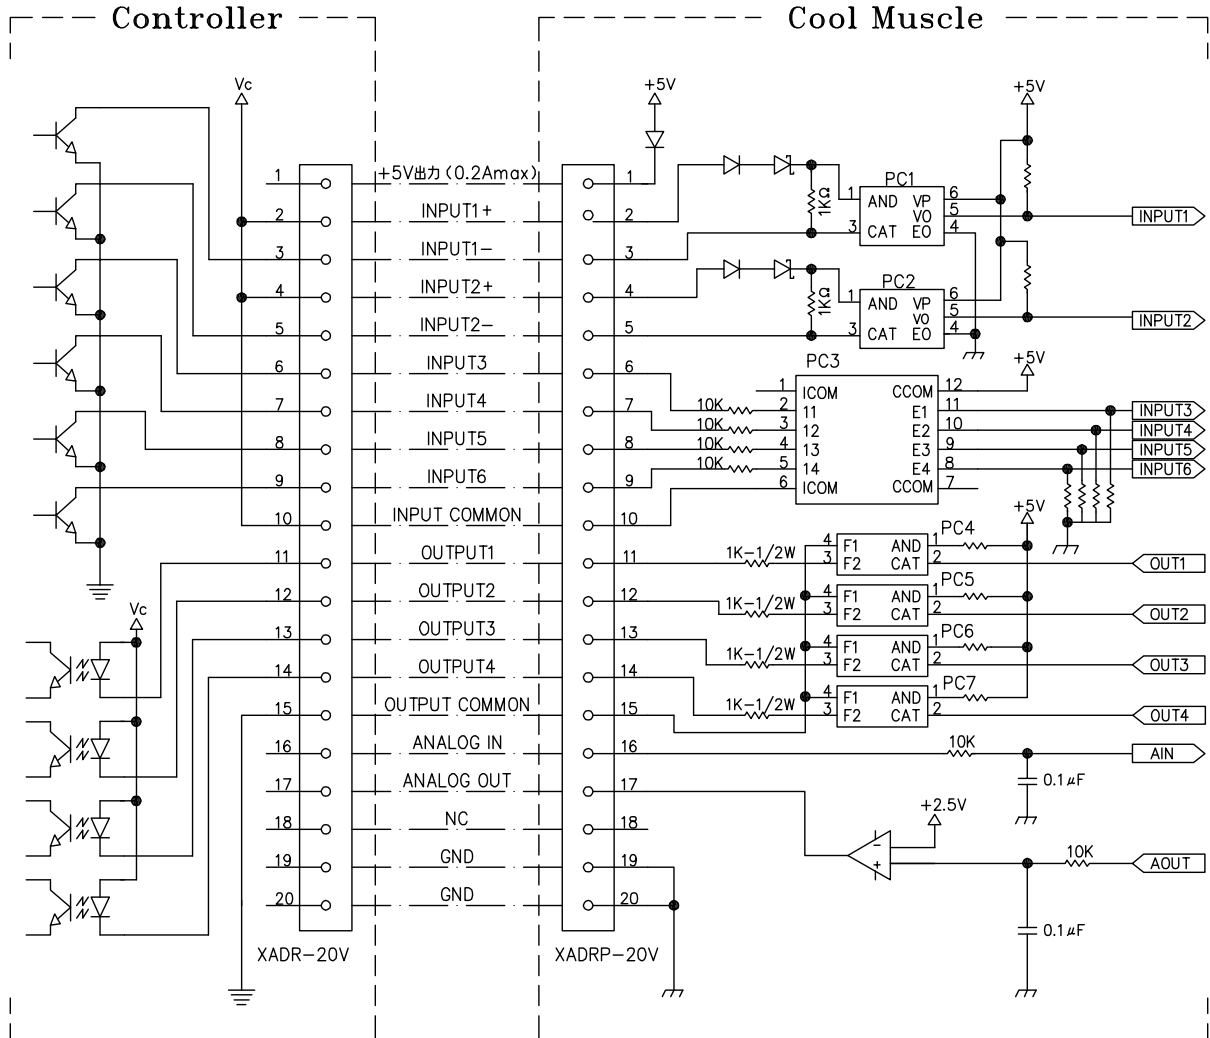 Controller
Cool Muscle
Vc
+5V
+5V
1 +5V出力(0.2Amax) 1
2 INPUT1+ 2
3 INPUT1− 3
4 INPUT2+ 4
5 INPUT2− 5
6 INPUT3 6
7 INPUT4 7
8 INPUT5 8
9 INPUT6 9
10 INPUT COMMON 10
11 OUTPUT1 11
12 OUTPUT2 12
13 OUTPUT3 13
14 OUTPUT4 14
15 OUTPUT COMMON 15
16 ANALOG IN 16
17 ANALOG OUT 17
18 NC 18
19 GND 19
20 GND 20
XADR−20V
XADRP−20V
Vc
1KΩ
PC1
1 AND VP 6
VO 5
3 CAT EO 4
INPUT1
1KΩ
PC2
1 AND VP 6
VO 5
3 CAT EO 4
INPUT2
PC3
+5V
1 ICOM CCOM 12
10K 2 11 E1 11 INPUT3
10K 3 12 E2 10 INPUT4
10K 4 13 E3 9 INPUT5
10K 5 14 E4 8 INPUT6
6 ICOM CCOM 7
+5V
PC4
4 F1 AND 1
1K−1/2W 3 F2 CAT 2 OUT1
PC5
4 F1 AND 1
1K−1/2W 3 F2 CAT 2 OUT2
PC6
4 F1 AND 1
1K−1/2W 3 F2 CAT 2 OUT3
PC7
4 F1 AND 1
1K−1/2W 3 F2 CAT 2 OUT4
10K AIN
0.1μF
+2.5V
−
+
10K AOUT
0.1μF